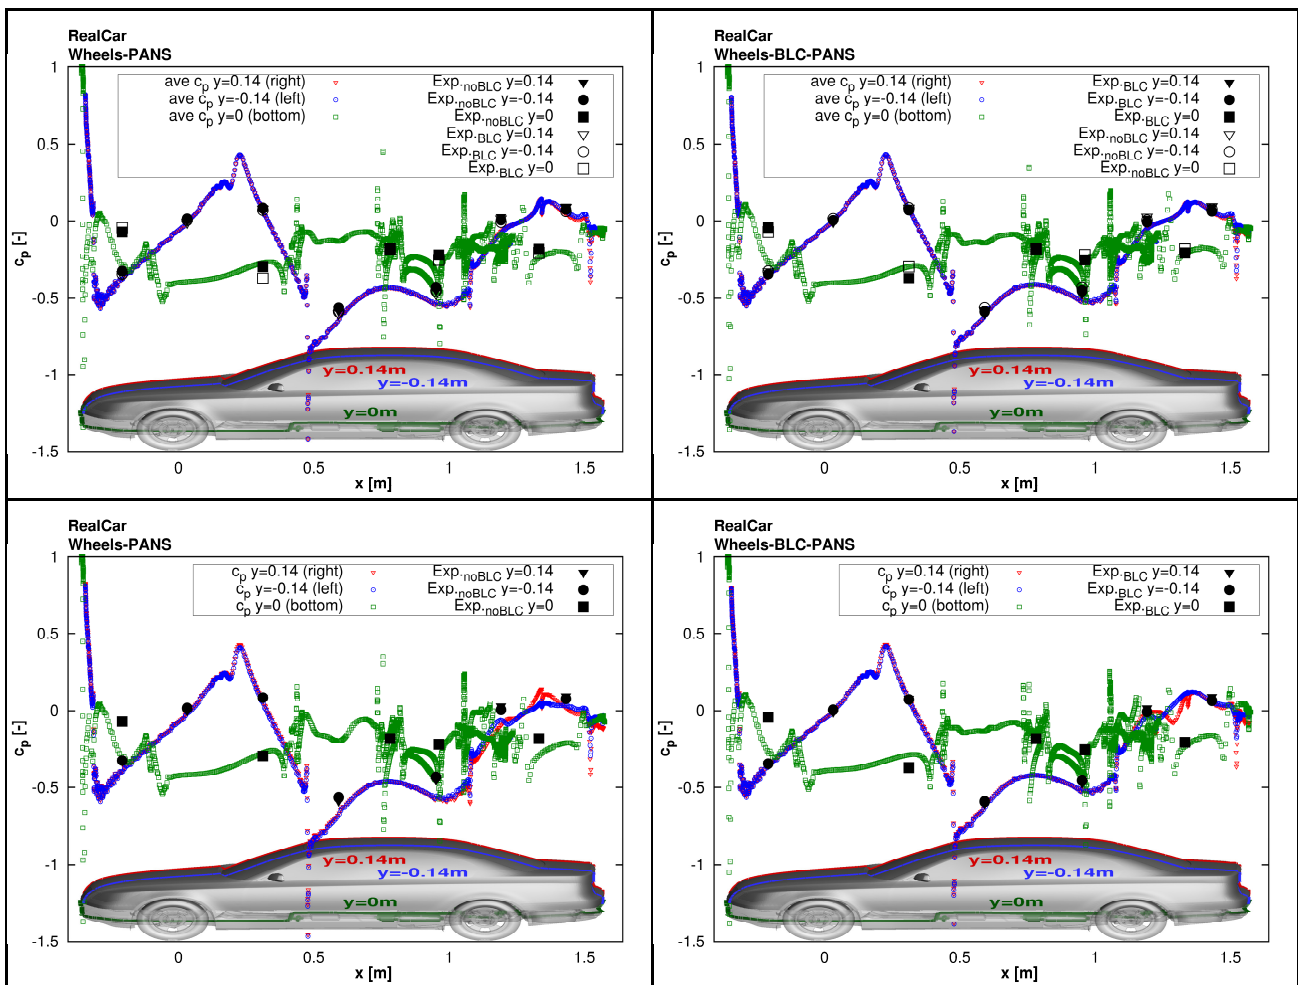 RealCar
Wheels-PANS
ave cp y=0.14 (right)
ave cp y=-0.14 (left)
ave cp y=0 (bottom)
Exp.noBLC y=0.14
Exp.noBLC y=-0.14
Exp.noBLC y=0
Exp.BLC y=0.14
Exp.BLC y=-0.14
Exp.BLC y=0
1
0.5
0
-0.5
-1
-1.5
cp [-]
y=0.14m
y=-0.14m
y=0m
0 0.5 1 1.5
x [m]
RealCar
Wheels-BLC-PANS
ave cp y=0.14 (right)
ave cp y=-0.14 (left)
ave cp y=0 (bottom)
Exp.BLC y=0.14
Exp.BLC y=-0.14
Exp.BLC y=0
Exp.noBLC y=0.14
Exp.noBLC y=-0.14
Exp.noBLC y=0
1
0.5
0
-0.5
-1
-1.5
cp [-]
y=0.14m
y=-0.14m
y=0m
0 0.5 1 1.5
x [m]
RealCar
Wheels-PANS
cp y=0.14 (right)
cp y=-0.14 (left)
cp y=0 (bottom)
Exp.noBLC y=0.14
Exp.noBLC y=-0.14
Exp.noBLC y=0
1
0.5
0
-0.5
-1
-1.5
cp [-]
y=0.14m
y=-0.14m
y=0m
0 0.5 1 1.5
x [m]
RealCar
Wheels-BLC-PANS
cp y=0.14 (right)
cp y=-0.14 (left)
cp y=0 (bottom)
Exp.BLC y=0.14
Exp.BLC y=-0.14
Exp.BLC y=0
1
0.5
0
-0.5
-1
-1.5
cp [-]
y=0.14m
y=-0.14m
y=0m
0 0.5 1 1.5
x [m]